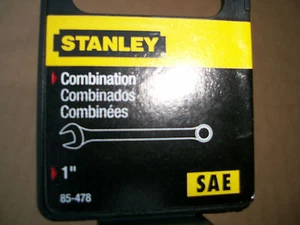 STANLEY
Combination
Combinados
Combinées
1"
85-478
SAE